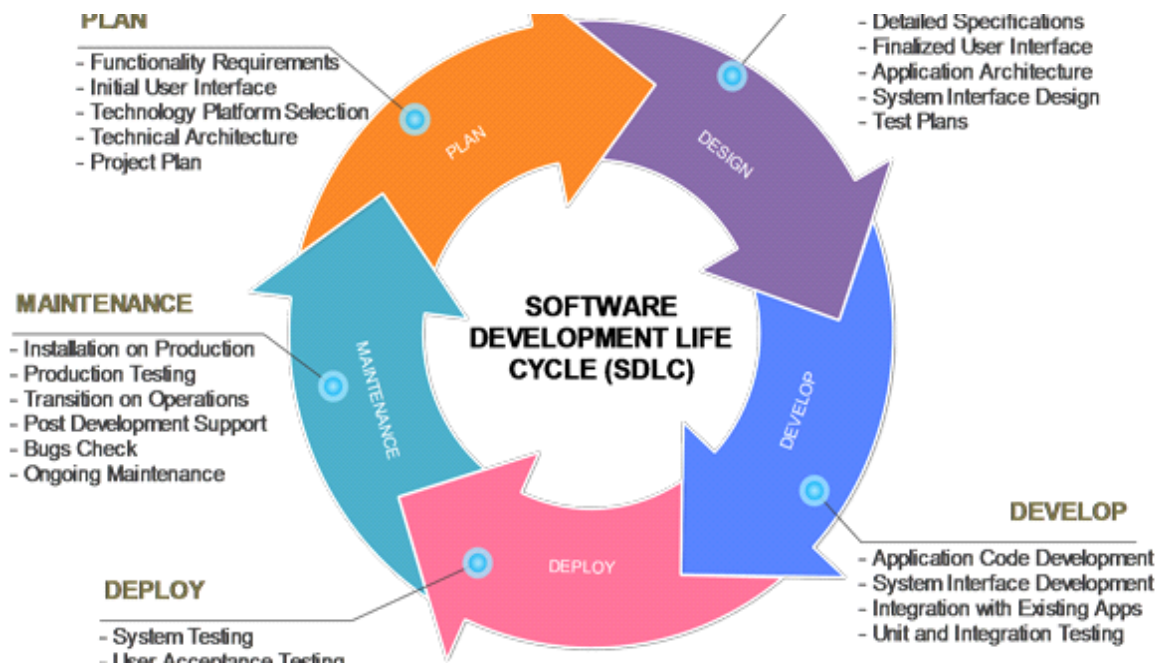 PLAN
- Functionality Requirements
- Initial User Interface
- Technology Platform Selection
- Technical Architecture
- Project Plan
- Detailed Specifications
- Finalized User Interface
- Application Architecture
- System Interface Design
- Test Plans
PLAN
DESIGN
SOFTWARE
DEVELOPMENT LIFE
CYCLE (SDLC)
MAINTENANCE
- Installation on Production
- Production Testing
- Transition on Operations
- Post Development Support
- Bugs Check
- Ongoing Maintenance
MAINTENANCE
DEVELOP
DEVELOP
- Application Code Development
- System Interface Development
- Integration with Existing Apps
- Unit and Integration Testing
DEPLOY
DEPLOY
- System Testing
- User Acceptance Testing